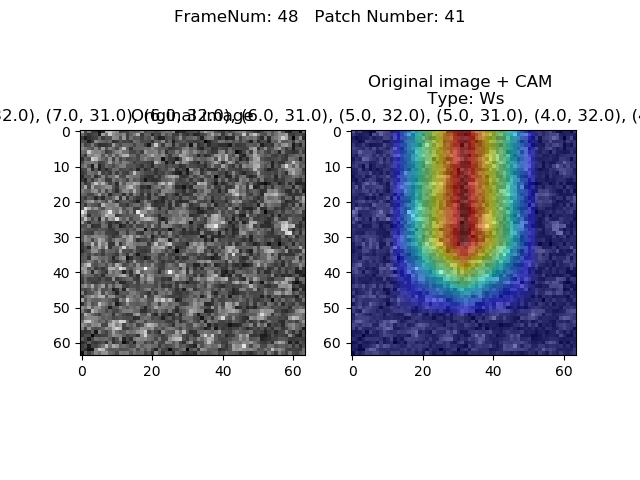 FrameNum: 48   Patch Number: 41
Original image + CAM
Type: Ws
32.0), (7.0, 31.0), (6.0, 32.0), (6.0, 31.0), (5.0, 32.0), (5.0, 31.0), (4.0, 32.0), (4
Original image
0
10
20
30
40
50
60
0 20 40 60
0
10
20
30
40
50
60
0 20 40 60